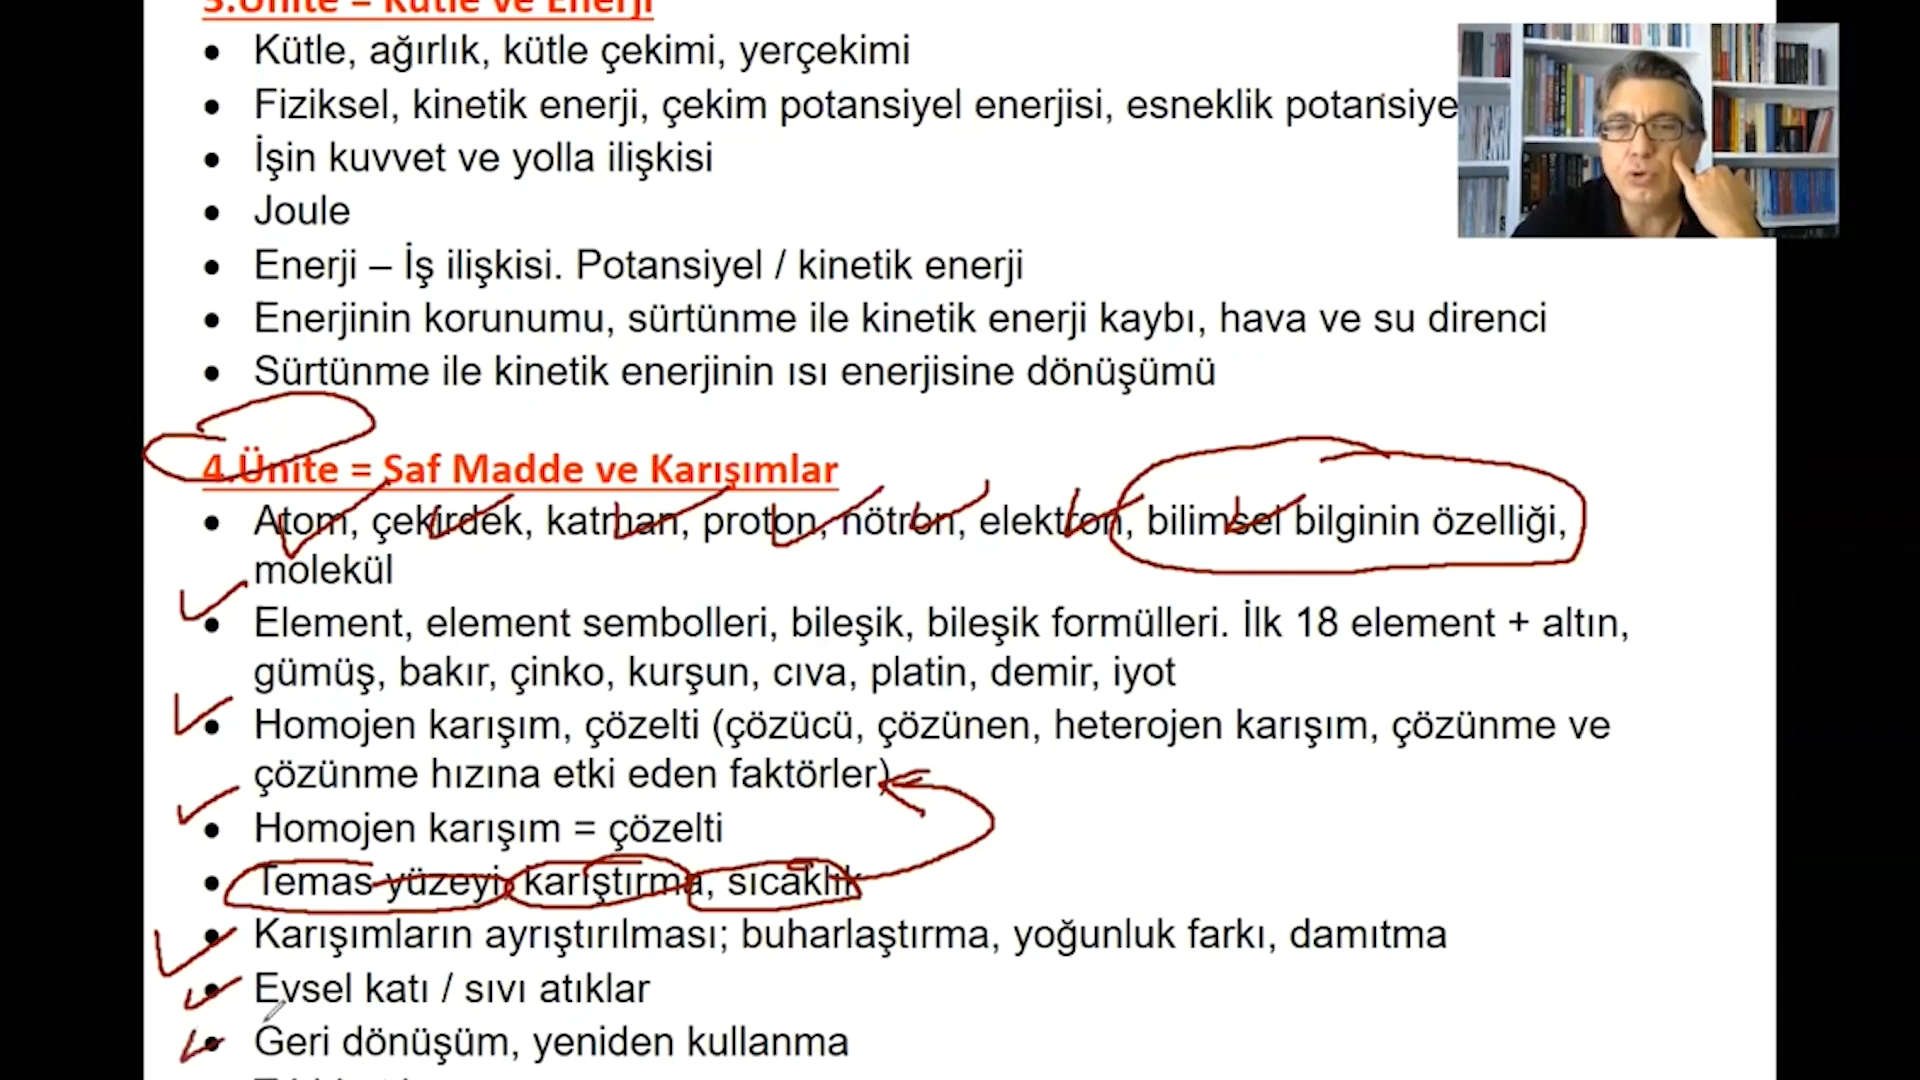 3.Ünite = Kütle ve Enerji
• Kütle, ağırlık, kütle çekimi, yerçekimi
• Fiziksel, kinetik enerji, çekim potansiyel enerjisi, esneklik potansiye
• İşin kuvvet ve yolla ilişkisi
• Joule
• Enerji – İş ilişkisi. Potansiyel / kinetik enerji
• Enerjinin korunumu, sürtünme ile kinetik enerji kaybı, hava ve su direnci
• Sürtünme ile kinetik enerjinin ısı enerjisine dönüşümü
4.Ünite = Saf Madde ve Karışımlar
• Atom, çekirdek, katman, proton, nötron, elektron, bilimsel bilginin özelliği,
molekül
• Element, element sembolleri, bileşik, bileşik formülleri. İlk 18 element + altın,
gümüş, bakır, çinko, kurşun, cıva, platin, demir, iyot
• Homojen karışım, çözelti (çözücü, çözünen, heterojen karışım, çözünme ve
çözünme hızına etki eden faktörler)
• Homojen karışım = çözelti
• Temas yüzeyi, karıştırma, sıcaklık
• Karışımların ayrıştırılması; buharlaştırma, yoğunluk farkı, damıtma
• Evsel katı / sıvı atıklar
• Geri dönüşüm, yeniden kullanma